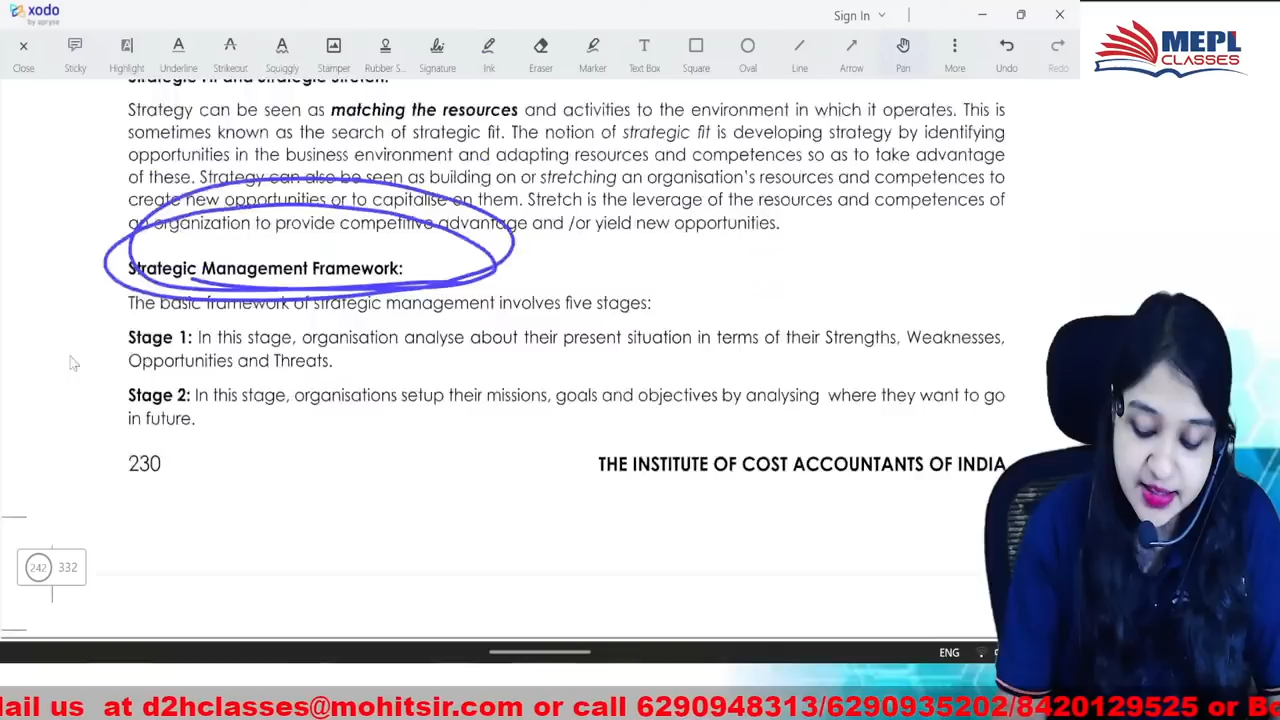 xodo
by apryse
Sign In
Close
Sticky
Highlight
Underline
Strikeout
Squiggly
Stamper
Rubber
Signature
Eraser
Marker
Text Box
Square
Oval
Line
Arrow
Pan
More
Undo
Redo
MEPL
CLASSES
Strategic Fit and Strategic Stretch:
Strategy can be seen as matching the resources and activities to the environment in which it operates. This is
sometimes known as the search of strategic fit. The notion of strategic fit is developing strategy by identifying
opportunities in the business environment and adapting resources and competences so as to take advantage
of these. Strategy can also be seen as building on or stretching an organisation's resources and competences to
create new opportunities or to capitalise on them. Stretch is the leverage of the resources and competences of
an organization to provide competitive advantage and /or yield new opportunities.
Strategic Management Framework:
The basic framework of strategic management involves five stages:
Stage 1: In this stage, organisation analyse about their present situation in terms of their Strengths, Weaknesses,
Opportunities and Threats.
Stage 2: In this stage, organisations setup their missions, goals and objectives by analysing where they want to go
in future.
230 THE INSTITUTE OF COST ACCOUNTANTS OF INDIA
242 332
ENG
ail us at d2hclasses@mohitsir.com or call 6290948313/6290935202/8420129525 or